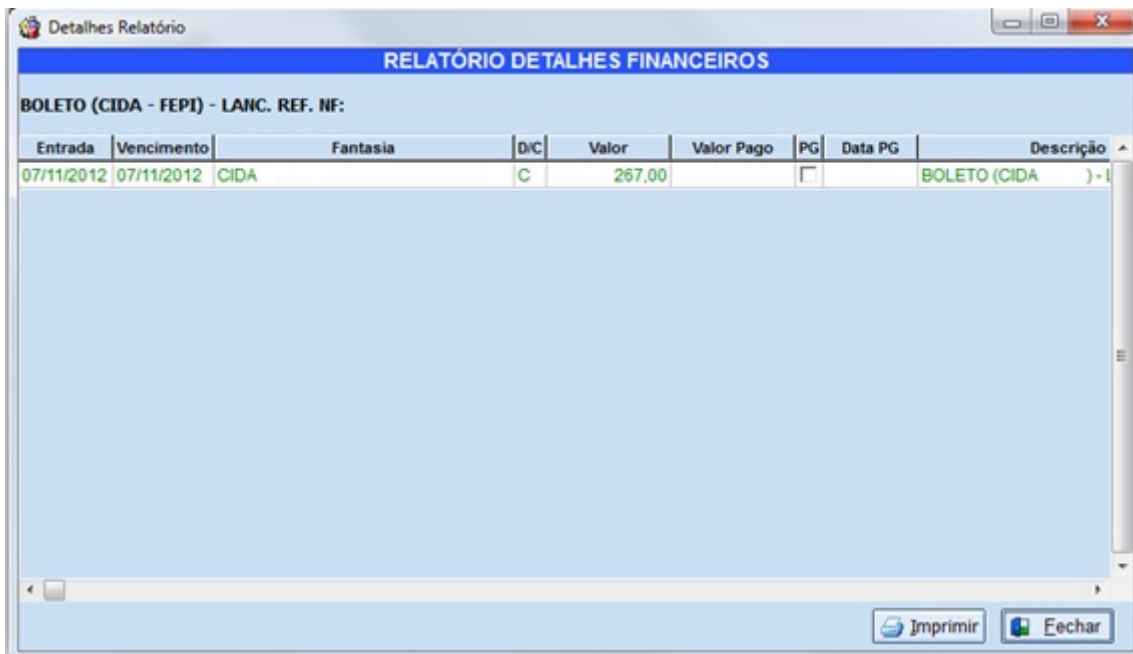 Detalhes Relatório
RELATÓRIO DETALHES FINANCEIROS
BOLETO (CIDA - FEPI) - LANC. REF. NF:
Entrada Vencimento Fantasia D/C Valor Valor Pago PG Data PG Descrição
07/11/2012 07/11/2012 CIDA C 267,00 BOLETO (CIDA ) - L
Imprimir Fechar